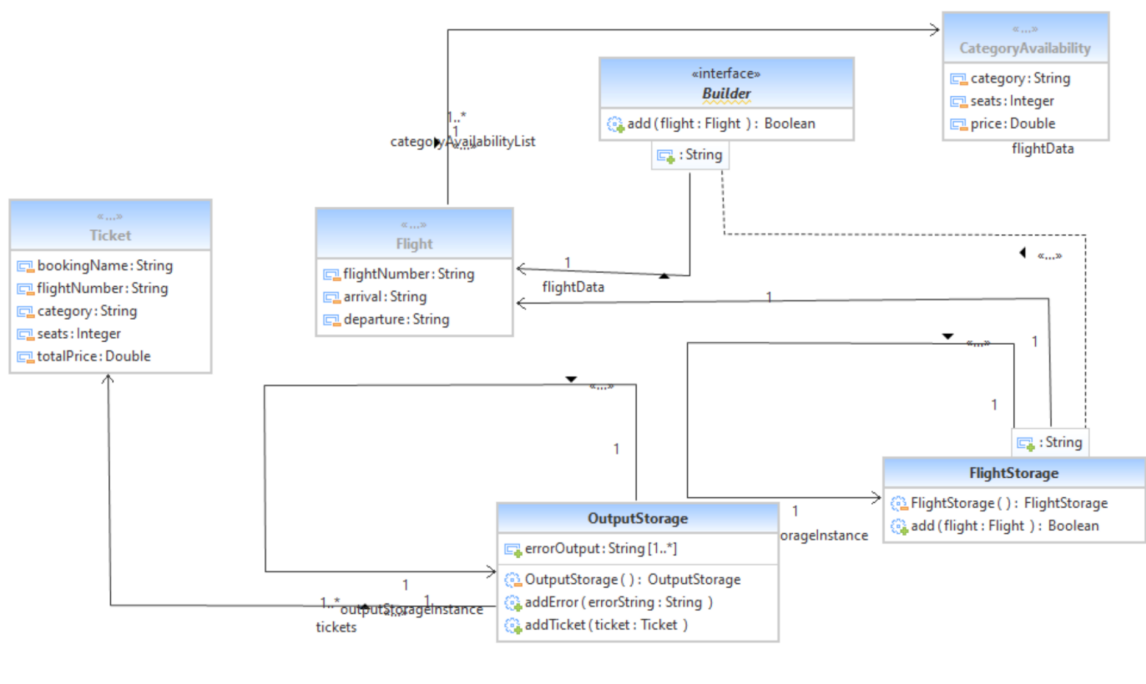 «...»
CategoryAvailability
category : String
seats : Integer
price : Double
flightData
«interface»
Builder
add ( flight : Flight ) : Boolean
: String
1..*
1
categoryAvailabilityList
«...»
«...»
Ticket
bookingName : String
flightNumber : String
category : String
seats : Integer
totalPrice : Double
«...»
Flight
flightNumber : String
arrival : String
departure : String
1
flightData
«...»
1
1
«...»
1
«...»
1
: String
FlightStorage
FlightStorage ( ) : FlightStorage
add ( flight : Flight ) : Boolean
1
orageInstance
OutputStorage
errorOutput : String [1..*]
OutputStorage ( ) : OutputStorage
addError ( errorString : String )
addTicket ( ticket : Ticket )
1
1..*
outputStorageInstance
1
«...»
tickets